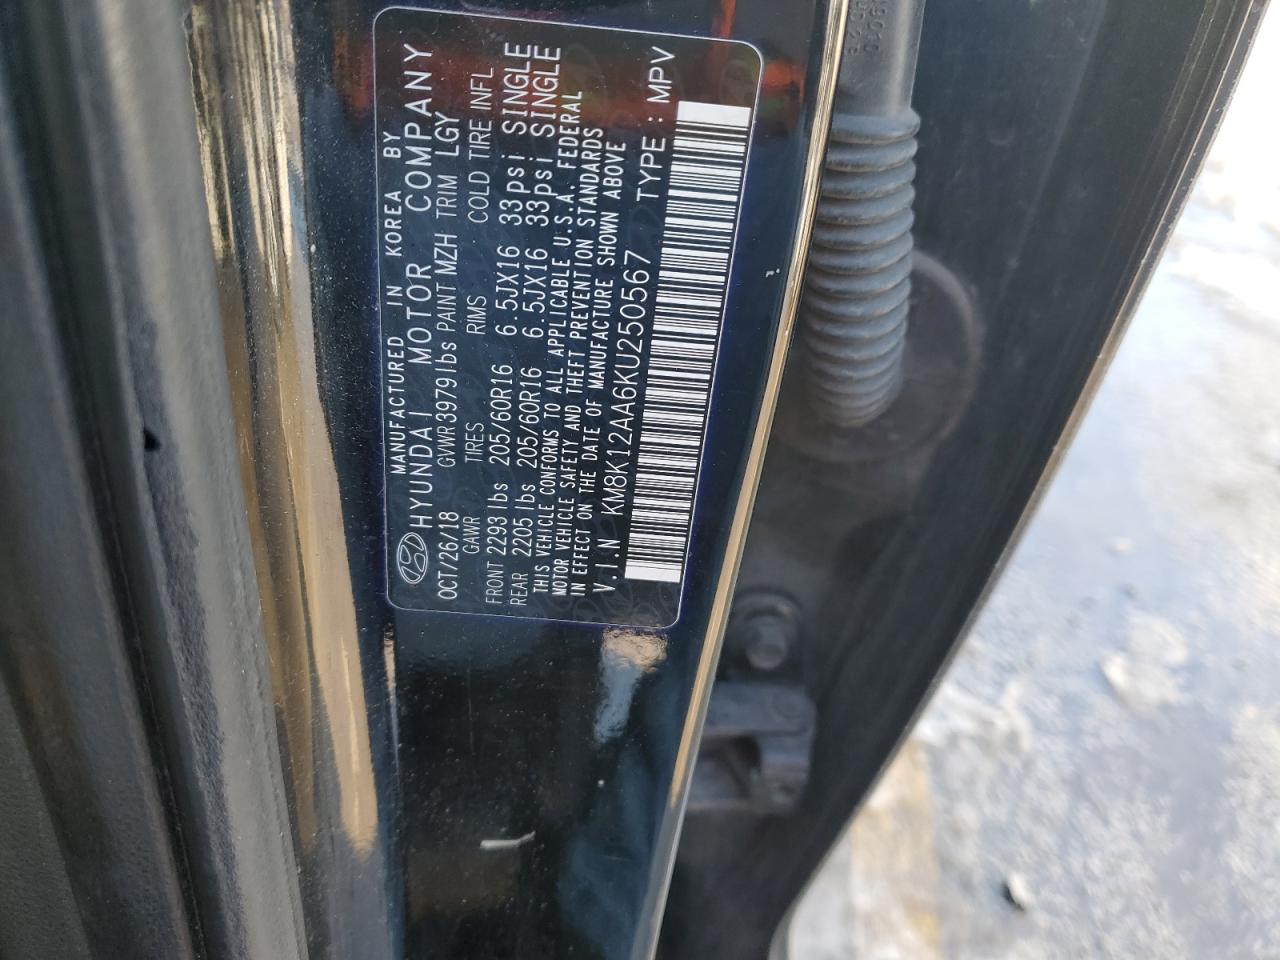 MANUFACTURED IN KOREA BY
HYUNDAI MOTOR COMPANY
OCT/26/18 GVWR 3979 lbs PAINT MZH TRIM LGY
GAWR TIRES RIMS COLD TIRE INFL
FRONT 2293 lbs 205/60R16 6.5JX16 33psi SINGLE
REAR 2205 lbs 205/60R16 6.5JX16 33psi SINGLE
THIS VEHICLE CONFORMS TO ALL APPLICABLE U.S.A. FEDERAL
MOTOR VEHICLE SAFETY AND THEFT PREVENTION STANDARDS
IN EFFECT ON THE DATE OF MANUFACTURE SHOWN ABOVE
V.I.N KM8K12AA6KU250567 TYPE : MPV